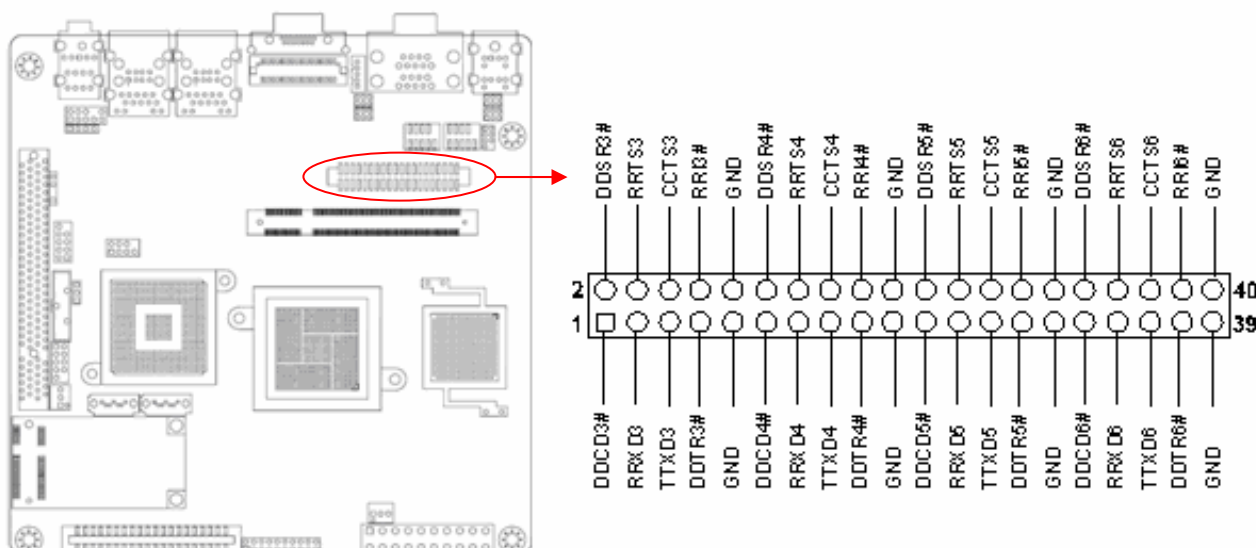 DDSR3# RRTS3 CCTS3 RRI3# GND DDSR4# RRTS4 CCTS4 RRI4# GND DDSR5# RRTS5 CCTS5 RRI5# GND DDSR6# RRTS6 CCTS6 RRI6# GND
2 40
1 39
DDCD3# RRXD3 TTXD3 DDTR3# GND DDCD4# RRXD4 TTXD4 DDTR4# GND DDCD5# RRXD5 TTXD5 DDTR5# GND DDCD6# RRXD6 TTXD6 DDTR6# GND